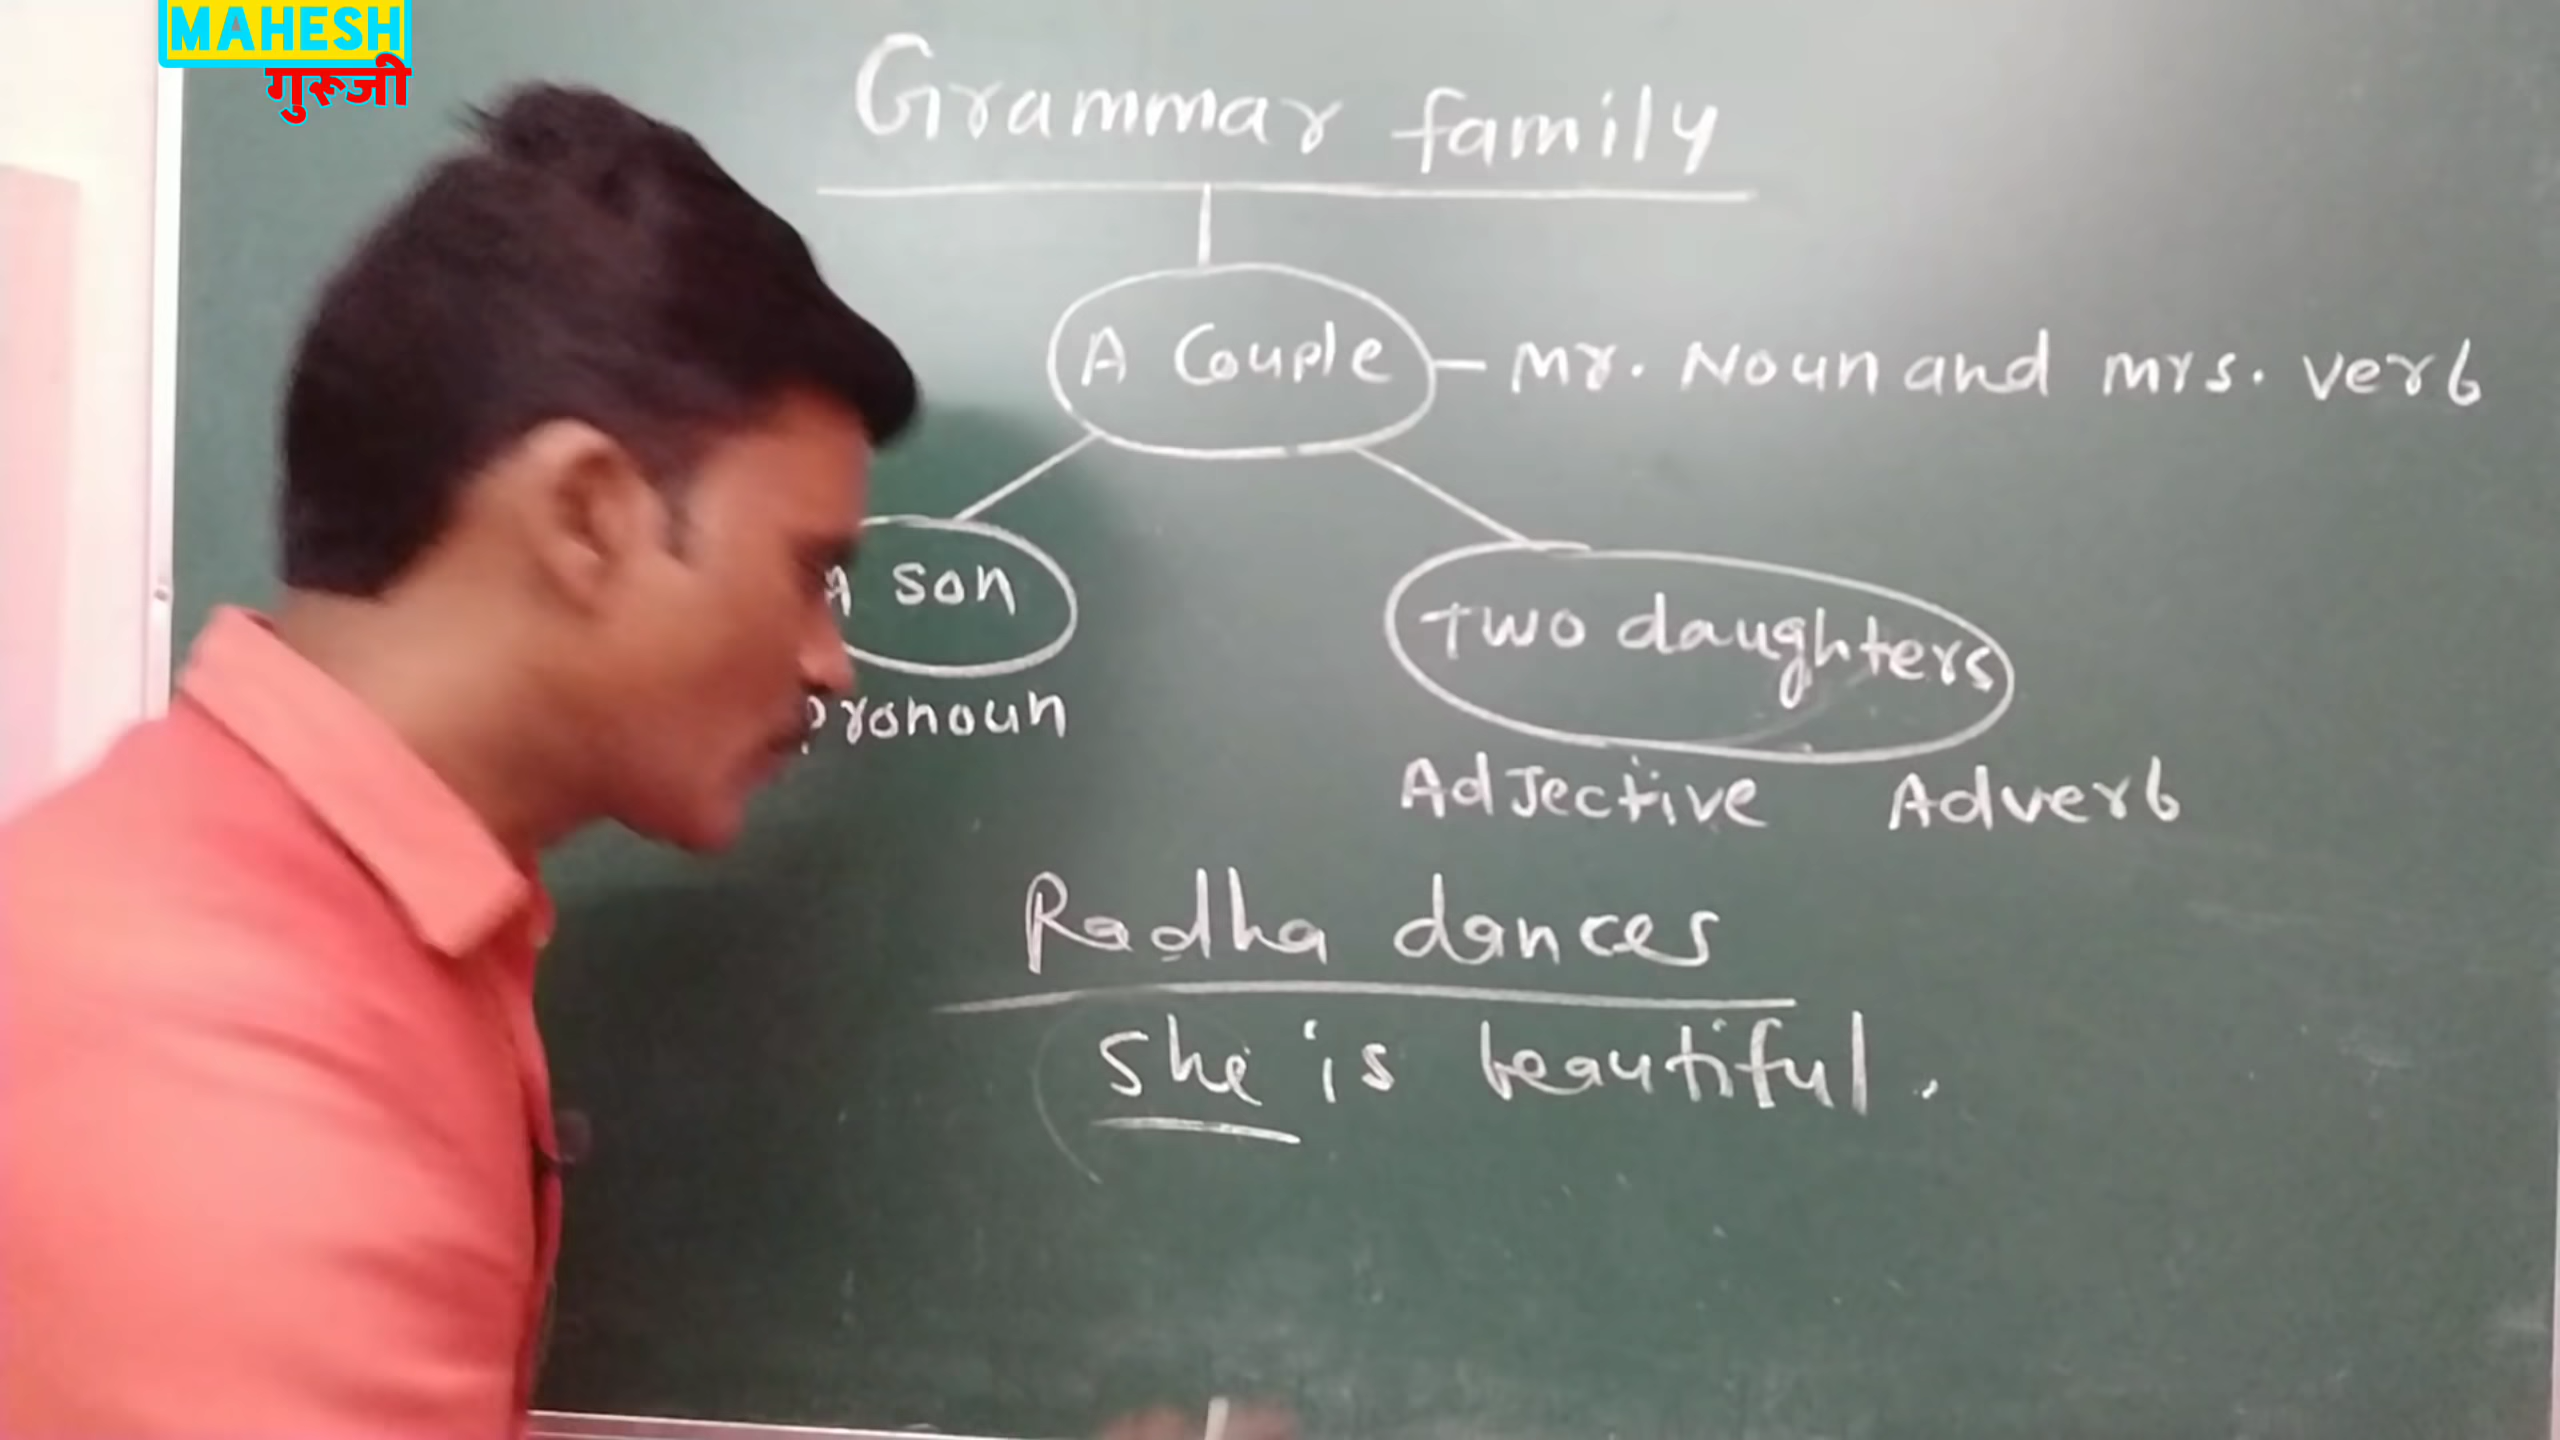 MAHESH
गुरूजी
Grammar family
A Couple - Mr. Noun and mrs. verb
A son
Two daughters
Pronoun
AdJective Adverb
Radha dances
She is beautiful.